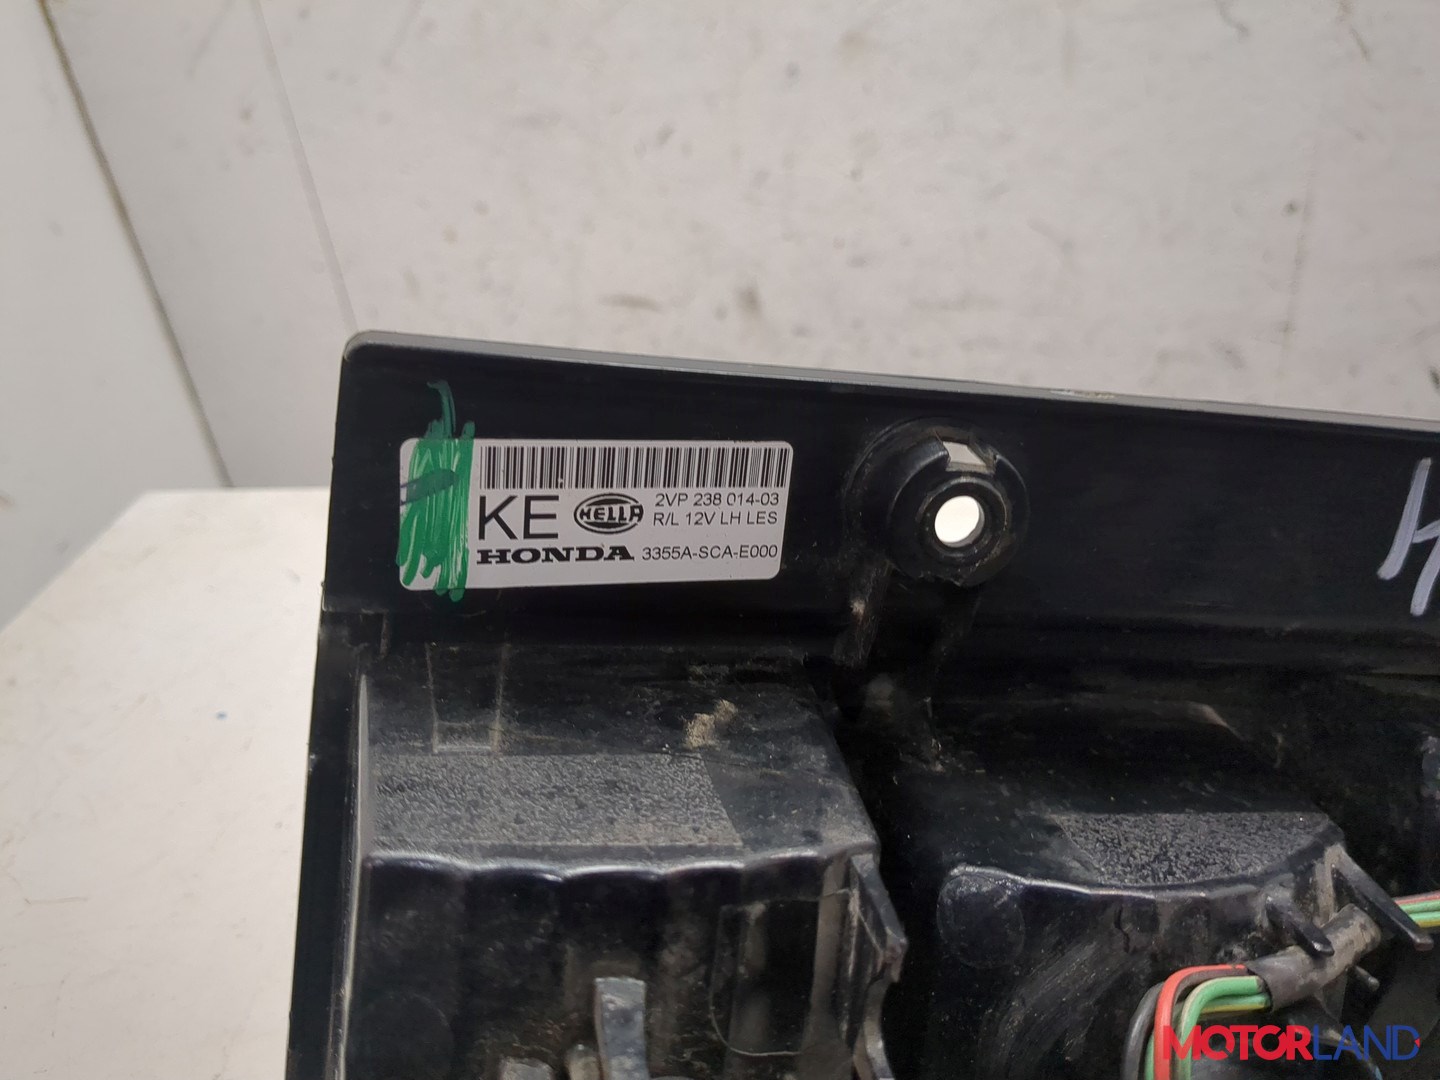 KE
HELLA
2VP 238 014-03
R/L 12V LH LES
HONDA 3355A-SCA-E000
MOTORLAND